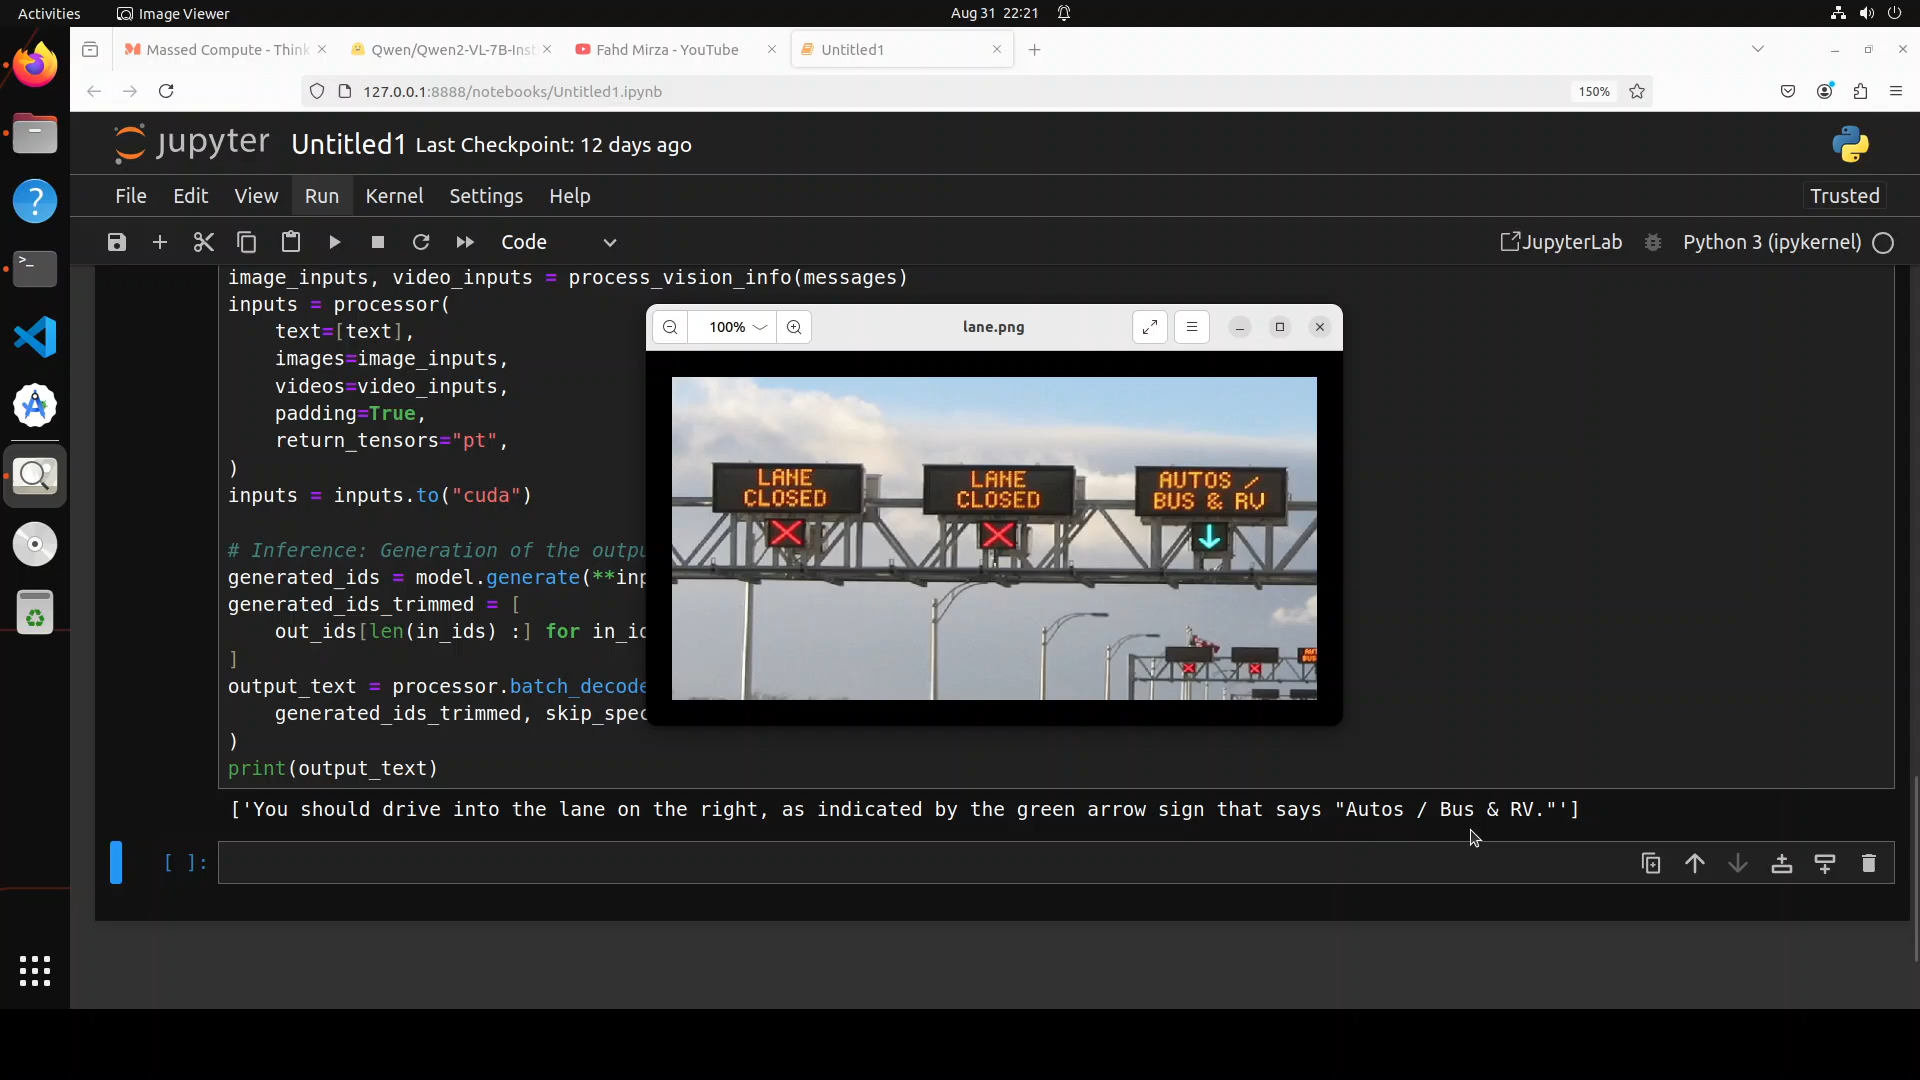 Activities
Image Viewer
Aug 31 22:21
Massed Compute - Think
Qwen/Qwen2-VL-7B-Inst
Fahd Mirza - YouTube
Untitled1
127.0.0.1:8888/notebooks/Untitled1.ipynb
150%
jupyter Untitled1 Last Checkpoint: 12 days ago
File Edit View Run Kernel Settings Help
Trusted
Code
JupyterLab
Python 3 (ipykernel)
image_inputs, video_inputs = process_vision_info(messages)
inputs = processor(
text=[text],
images=image_inputs,
videos=video_inputs,
padding=True,
return_tensors="pt",
)
inputs = inputs.to("cuda")
# Inference: Generation of the outpu
generated_ids = model.generate(**inp
generated_ids_trimmed = [
out_ids[len(in_ids) :] for in_id
]
output_text = processor.batch_decode
generated_ids_trimmed, skip_spec
)
print(output_text)
100%
lane.png
LANE
CLOSED
LANE
CLOSED
AUTOS /
BUS & RV
AUT
BUS
['You should drive into the lane on the right, as indicated by the green arrow sign that says "Autos / Bus & RV."']
[ ]: